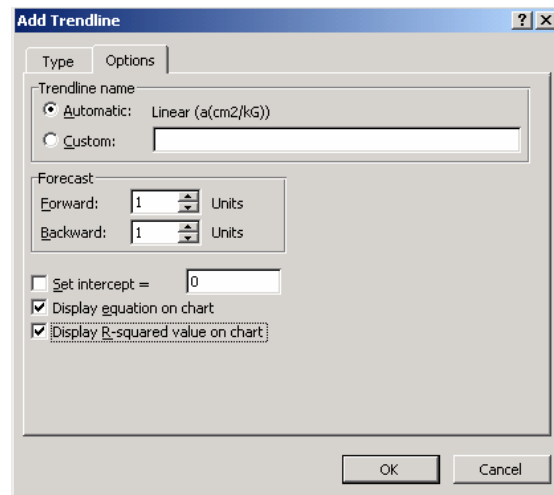 Add Trendline
Type Options
Trendline name
Automatic: Linear (a(cm2/kG))
Custom:
Forecast
Forward: 1 Units
Backward: 1 Units
Set intercept = 0
Display equation on chart
Display R-squared value on chart
OK Cancel